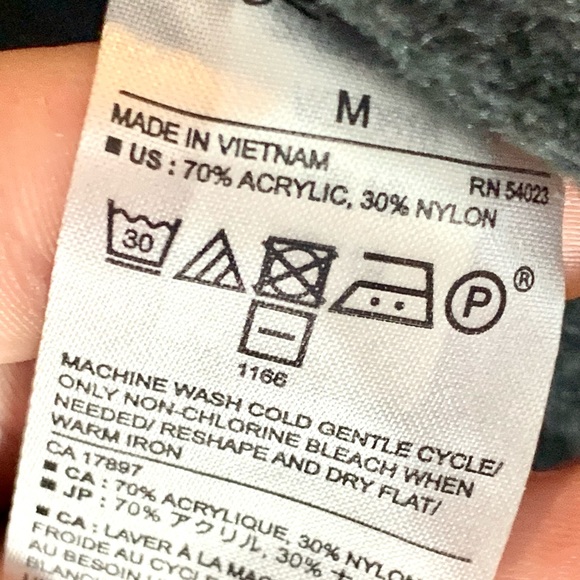 M
MADE IN VIETNAM
RN 54023
■ US : 70% ACRYLIC, 30% NYLON
30
P
®
1166
MACHINE WASH COLD GENTLE CYCLE/
ONLY NON-CHLORINE BLEACH WHEN
NEEDED/ RESHAPE AND DRY FLAT/
WARM IRON
CA 17897
■ CA : 70% ACRYLIQUE, 30% NYLON
■ JP : 70% アクリル, 30% ナ
■ CA : LAVER À LA
FROIDE AU
AU BESOIN